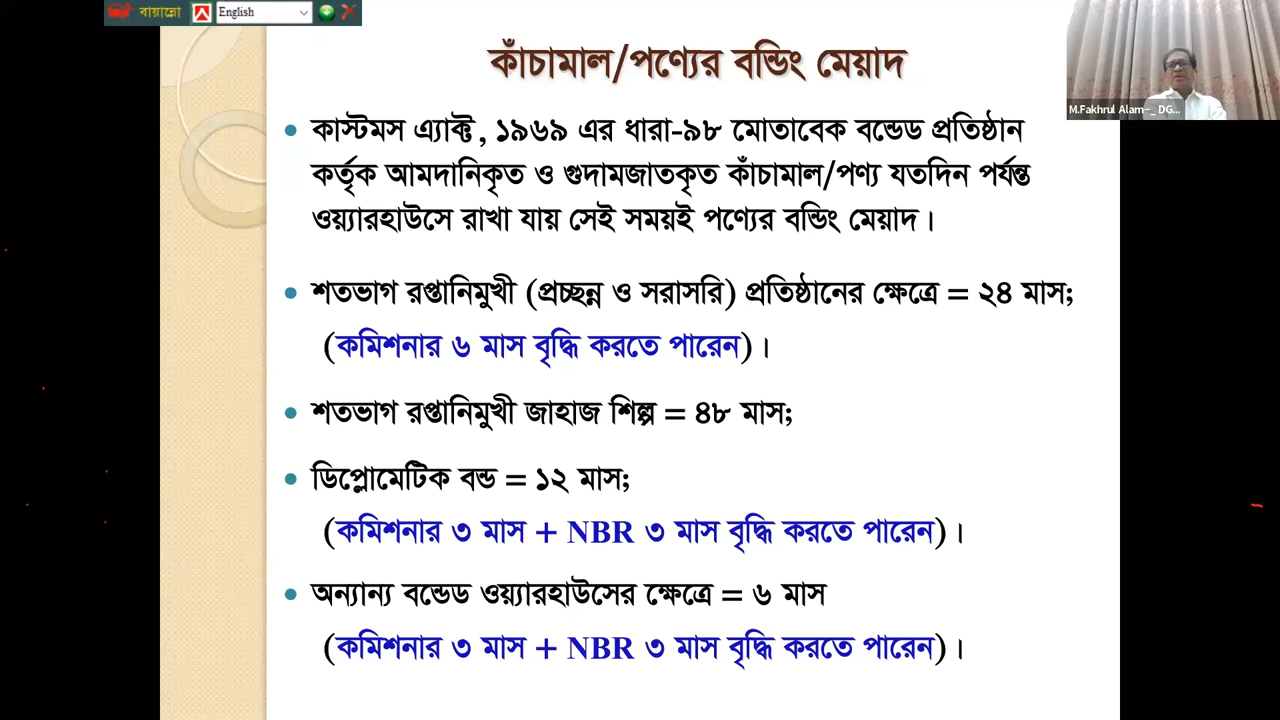 বায়ান্নো English
কাঁচামাল/পণ্যের বন্ডিং মেয়াদ
M.Fakhrul Alam–_ DG...
কাস্টমস এ্যাক্ট, ১৯৬৯ এর ধারা-৯৮ মোতাবেক বন্ডেড প্রতিষ্ঠান
কর্তৃক আমদানিকৃত ও গুদামজাতকৃত কাঁচামাল/পণ্য যতদিন পর্যন্ত
ওয়্যারহাউসে রাখা যায় সেই সময়ই পণ্যের বন্ডিং মেয়াদ।
শতভাগ রপ্তানিমুখী (প্রচ্ছন্ন ও সরাসরি) প্রতিষ্ঠানের ক্ষেত্রে = ২৪ মাস;
(কমিশনার ৬ মাস বৃদ্ধি করতে পারেন)।
শতভাগ রপ্তানিমুখী জাহাজ শিল্প = ৪৮ মাস;
ডিপ্লোমেটিক বন্ড = ১২ মাস;
(কমিশনার ৩ মাস + NBR ৩ মাস বৃদ্ধি করতে পারেন)।
অন্যান্য বন্ডেড ওয়্যারহাউসের ক্ষেত্রে = ৬ মাস
(কমিশনার ৩ মাস + NBR ৩ মাস বৃদ্ধি করতে পারেন)।